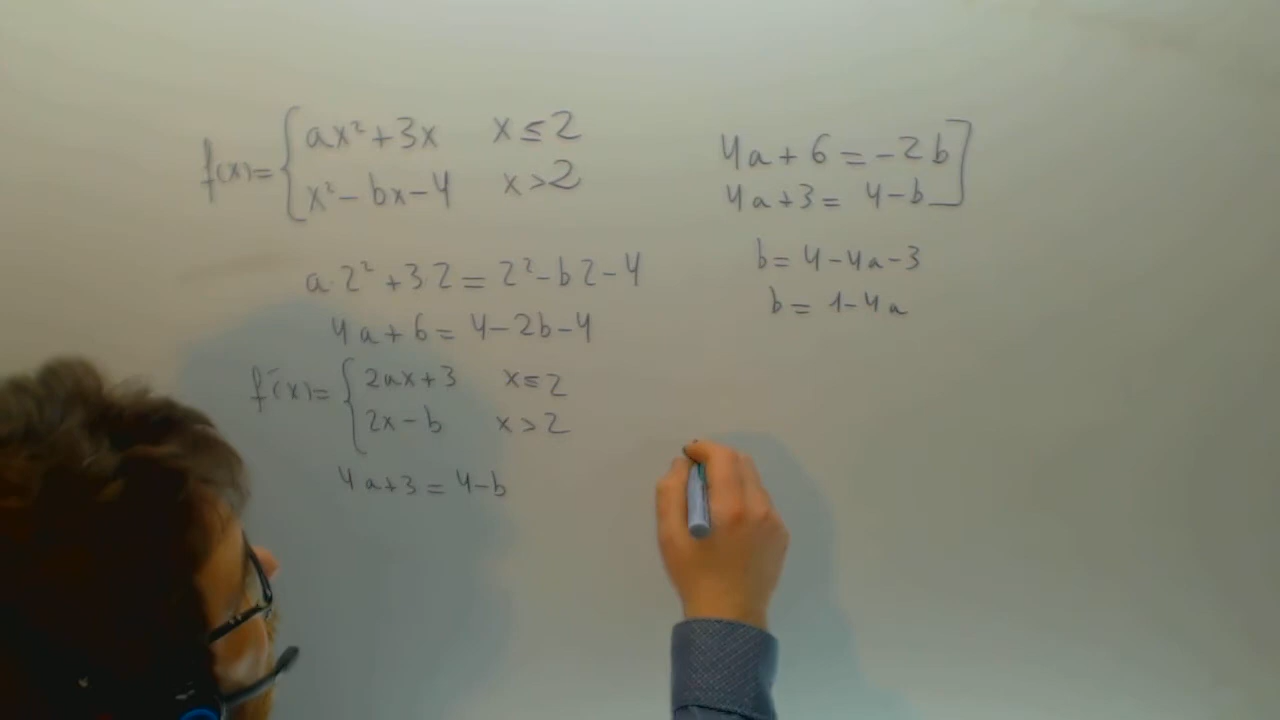 f(x)= { ax²+3x x≤2
x²-bx-4 x>2
a·2²+3·2=2²-b2-4
4a+6=4-2b-4
f'(x)= { 2ax+3 x≤2
2x-b x>2
4a+3=4-b
4a+6=-2b ]
4a+3=4-b
b=4-4a-3
b=1-4a